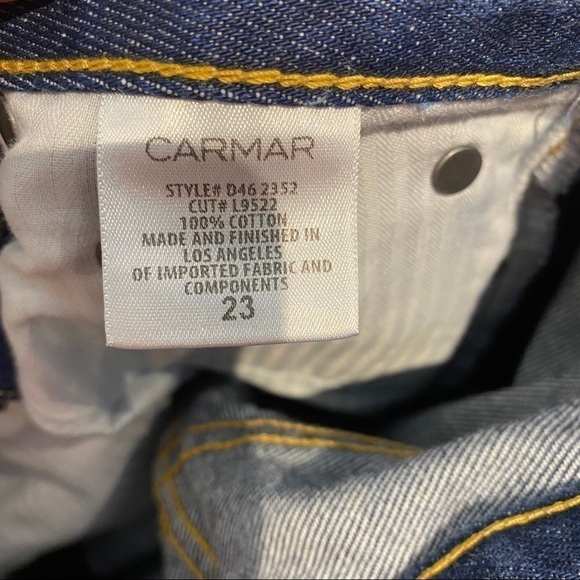 CARMAR
STYLE# D46 2352
CUT# L9522
100% COTTON
MADE AND FINISHED IN
LOS ANGELES
OF IMPORTED FABRIC AND
COMPONENTS
23